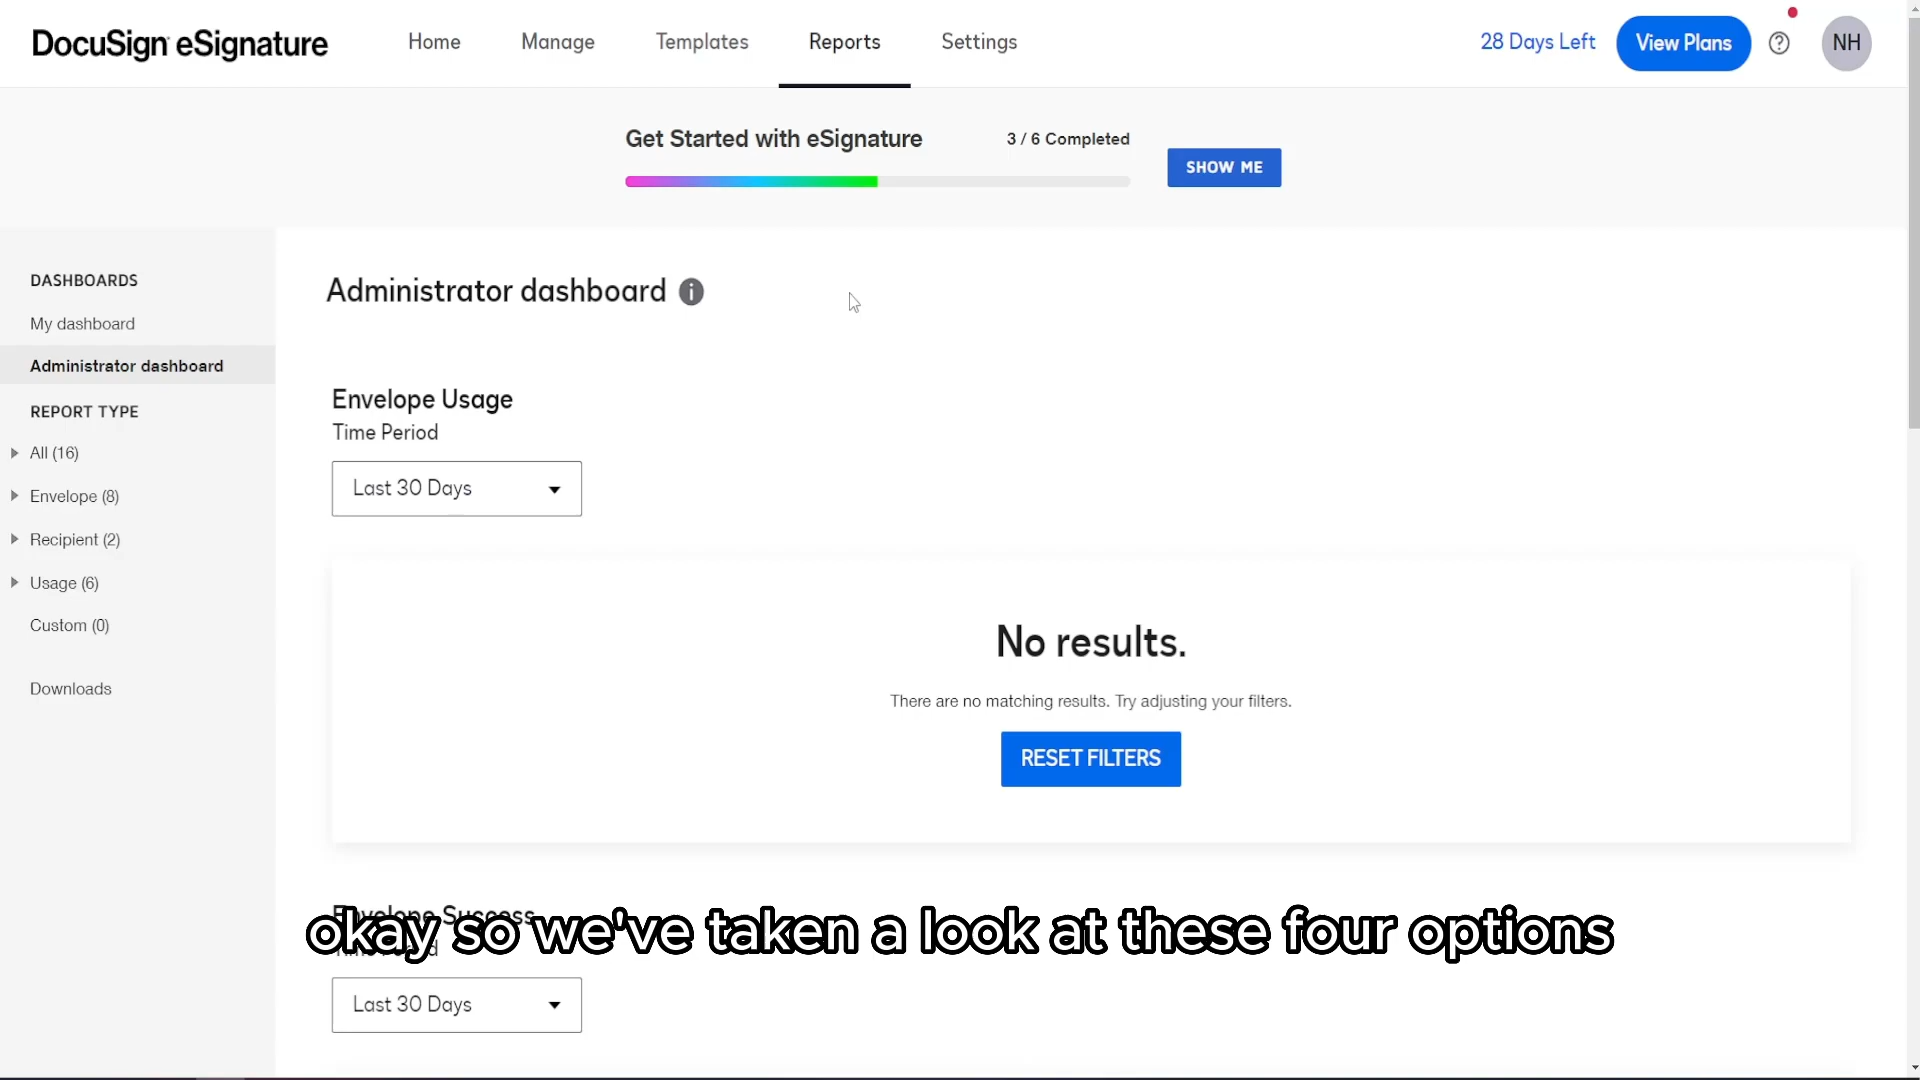 DocuSign eSignature
Home
Manage
Templates
Reports
Settings
28 Days Left
View Plans
NH
Get Started with eSignature
3 / 6 Completed
SHOW ME
DASHBOARDS
My dashboard
Administrator dashboard
REPORT TYPE
All (16)
Envelope (8)
Recipient (2)
Usage (6)
Custom (0)
Downloads
Administrator dashboard
Envelope Usage
Time Period
Last 30 Days
No results.
There are no matching results. Try adjusting your filters.
RESET FILTERS
Envelope Success
okay so we've taken a look at these four options
Last 30 Days